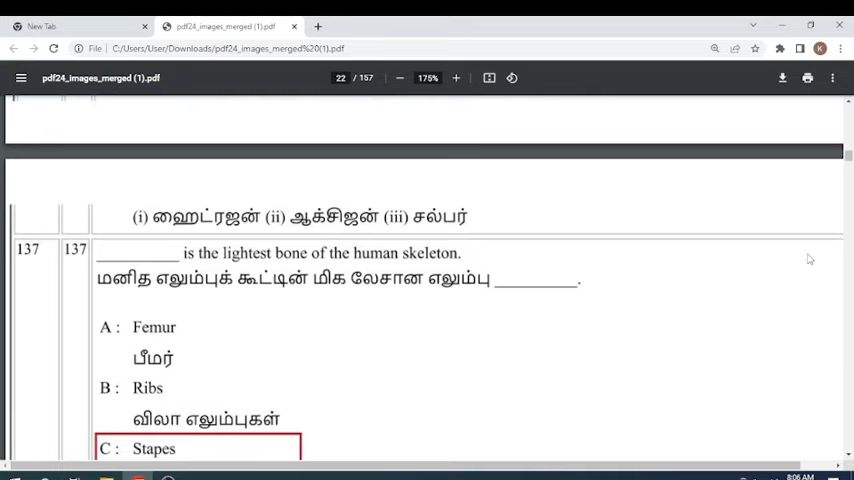 New Tab
pdf24_images_merged (1).pdf
File
C:/Users/User/Downloads/pdf24_images_merged%20(1).pdf
K
pdf24_images_merged (1).pdf
22 / 157
175%
(i) ஹைட்ரஜன் (ii) ஆக்சிஜன் (iii) சல்பர்
137 137 __________ is the lightest bone of the human skeleton.
மனித எலும்புக் கூட்டின் மிக லேசான எலும்பு __________.
A : Femur
பீமர்
B : Ribs
விலா எலும்புகள்
C : Stapes
8:06 AM